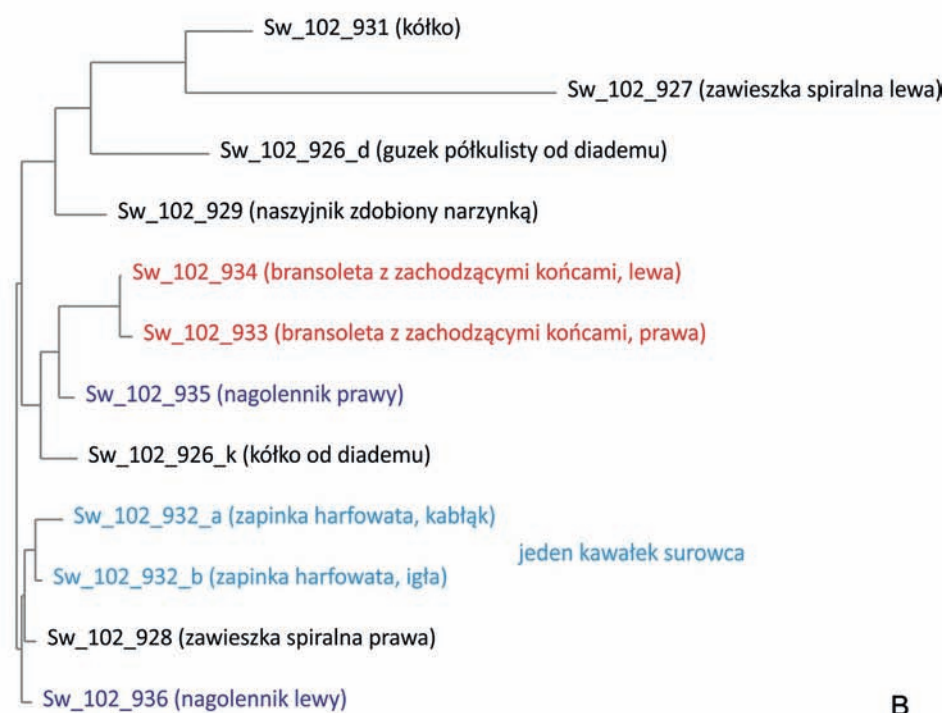 Sw_102_931 (kółko)
Sw_102_927 (zawieszka spiralna lewa)
Sw_102_926_d (guzek półkulisty od diademu)
Sw_102_929 (naszyjnik zdobiony narzynką)
Sw_102_934 (bransoleta z zachodzącymi końcami, lewa)
Sw_102_933 (bransoleta z zachodzącymi końcami, prawa)
Sw_102_935 (nagolennik prawy)
Sw_102_926_k (kółko od diademu)
Sw_102_932_a (zapinka harfowata, kabłąk)
jeden kawałek surowca
Sw_102_932_b (zapinka harfowata, igła)
Sw_102_928 (zawieszka spiralna prawa)
Sw_102_936 (nagolennik lewy)
B